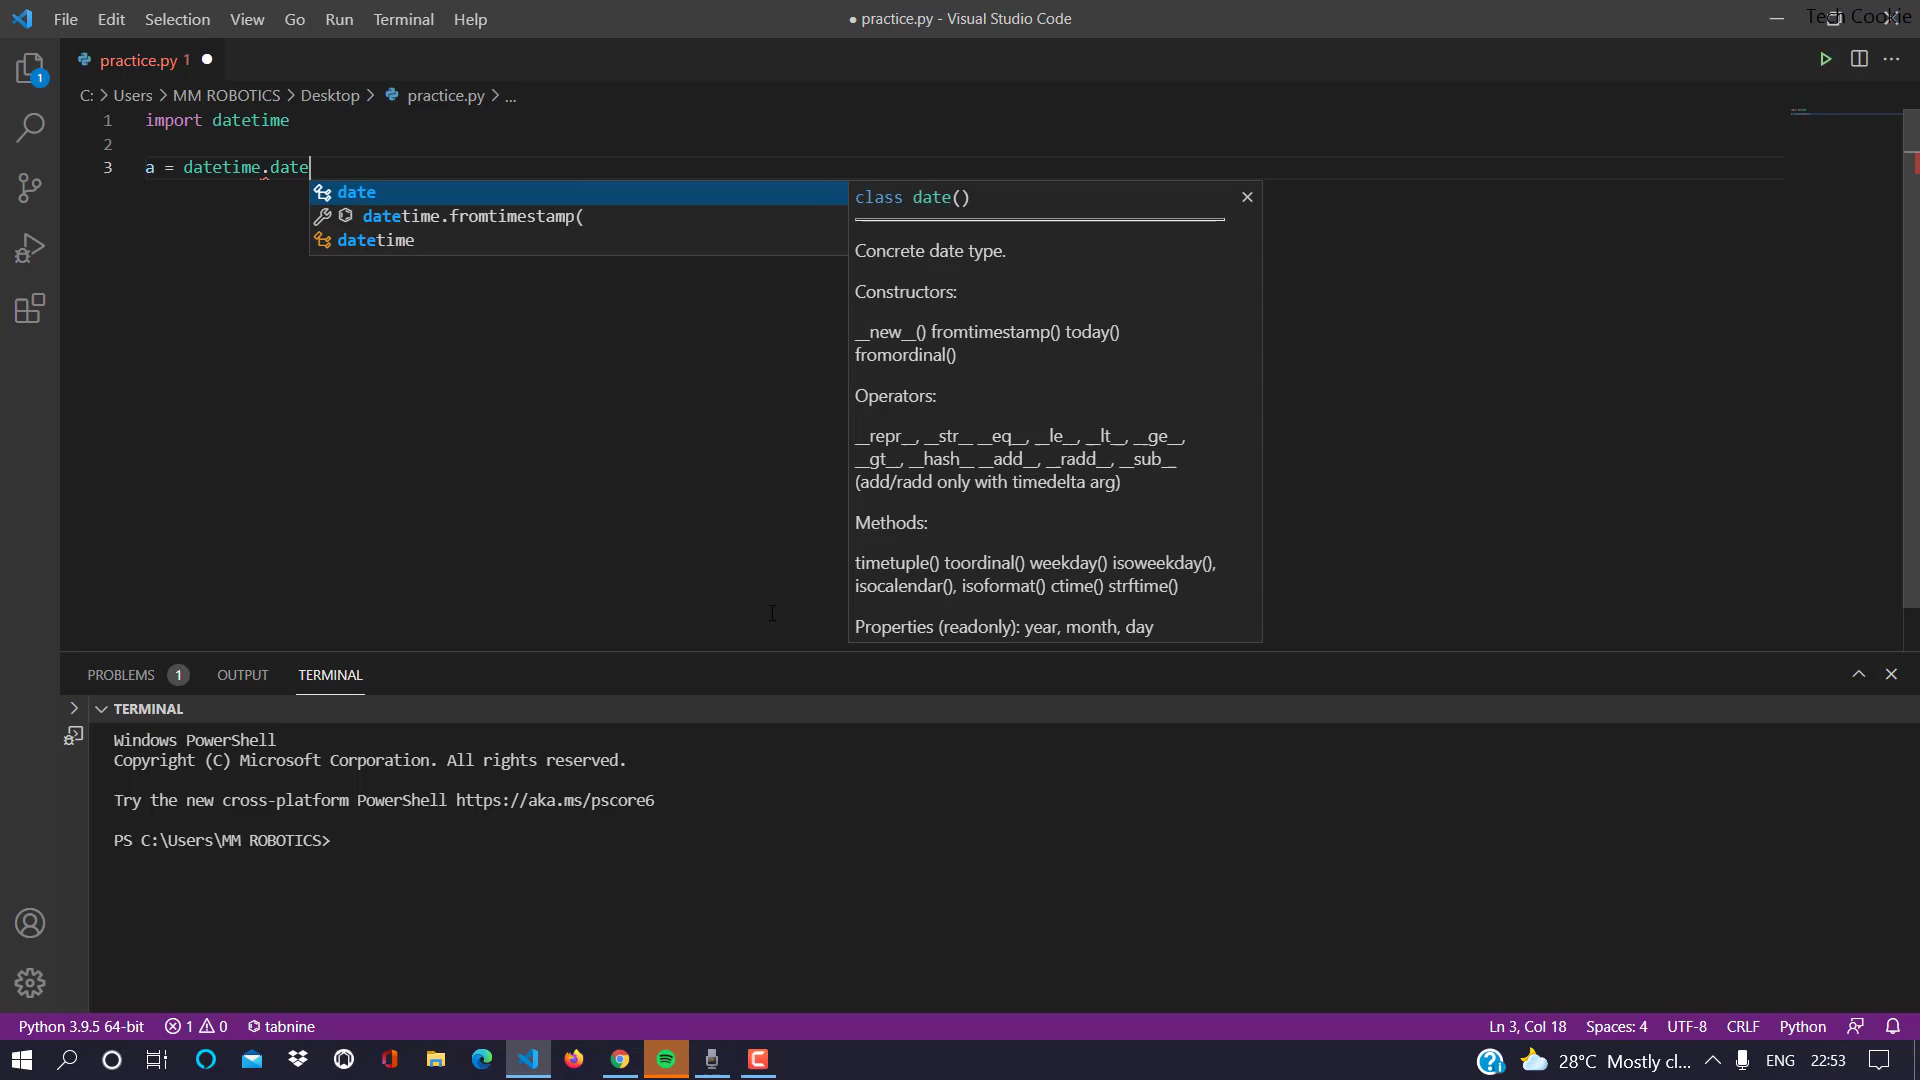 File Edit Selection View Go Run Terminal Help
● practice.py - Visual Studio Code
Tech Cookie
practice.py 1
C: > Users > MM ROBOTICS > Desktop > practice.py > ...
1 import datetime
2
3 a = datetime.date
date
datetime.fromtimestamp(
datetime
class date()
Concrete date type.
Constructors:
__new__() fromtimestamp() today()
fromordinal()
Operators:
__repr__, __str__ __eq__, __le__, __lt__, __ge__,
__gt__, __hash__ __add__, __radd__, __sub__
(add/radd only with timedelta arg)
Methods:
timetuple() toordinal() weekday() isoweekday(),
isocalendar(), isoformat() ctime() strftime()
Properties (readonly): year, month, day
1
PROBLEMS 1 OUTPUT TERMINAL
TERMINAL
Windows PowerShell
Copyright (C) Microsoft Corporation. All rights reserved.
Try the new cross-platform PowerShell https://aka.ms/pscore6
PS C:\Users\MM ROBOTICS>
Python 3.9.5 64-bit 1 0 tabnine
Ln 3, Col 18 Spaces: 4 UTF-8 CRLF Python
28°C Mostly cl... ENG 22:53